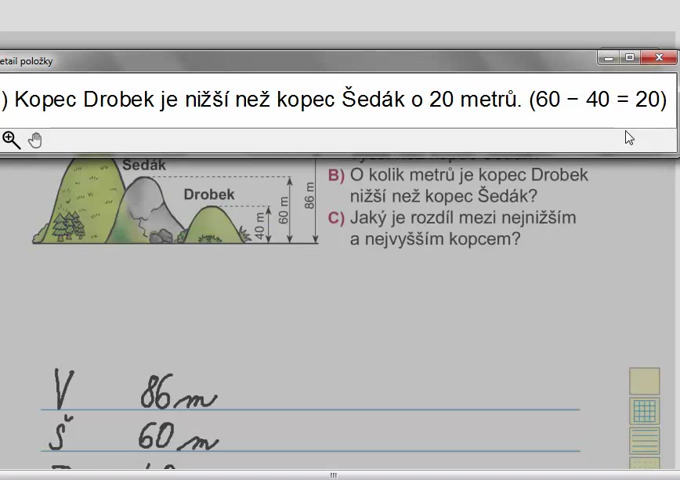 etail položky
) Kopec Drobek je nižší než kopec Šedák o 20 metrů. (60 − 40 = 20)
Šedák
B) O kolik metrů je kopec Drobek
nižší než kopec Šedák?
Drobek
C) Jaký je rozdíl mezi nejnižším
a nejvyšším kopcem?
40 m
60 m
86 m
V 86 m
Š 60 m